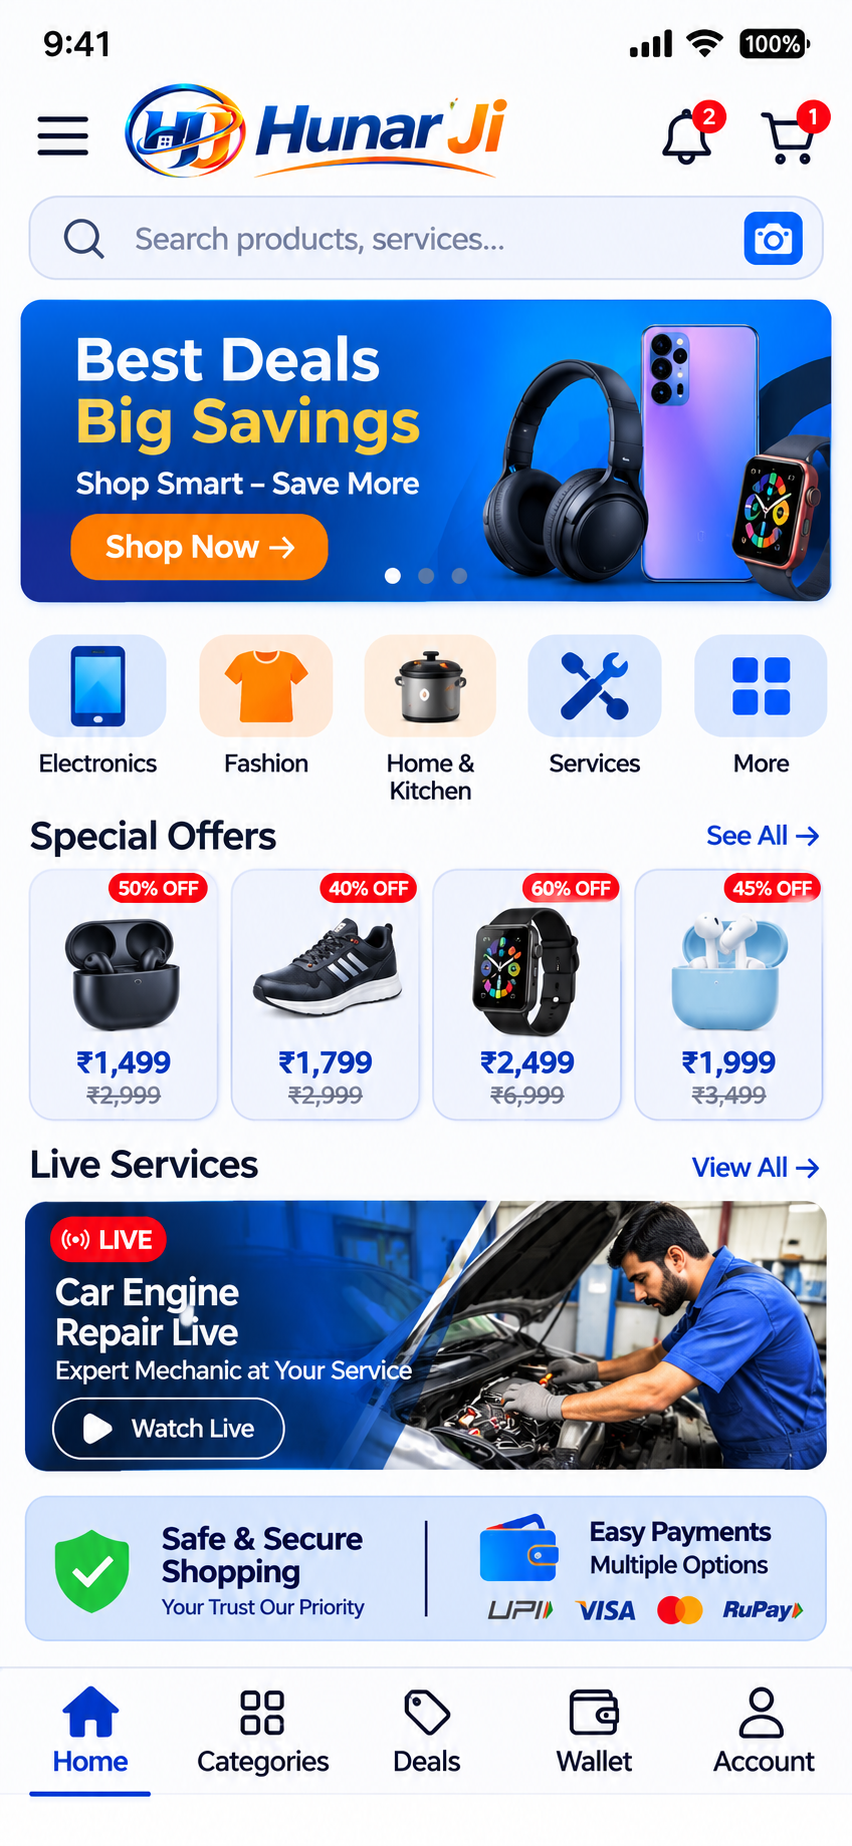 9:41
100%
Hunar Ji
2
1
Search products, services...
Best Deals
Big Savings
Shop Smart – Save More
Shop Now →
Electronics
Fashion
Home &
Kitchen
Services
More
Special Offers
See All →
50% OFF
40% OFF
60% OFF
45% OFF
₹1,499
₹1,799
₹2,499
₹1,999
₹2,999
₹2,999
₹6,999
₹3,499
Live Services
View All →
LIVE
Car Engine
Repair Live
Expert Mechanic at Your Service
Watch Live
Safe & Secure
Shopping
Your Trust Our Priority
Easy Payments
Multiple Options
UPI
VISA
RuPay
Home
Categories
Deals
Wallet
Account